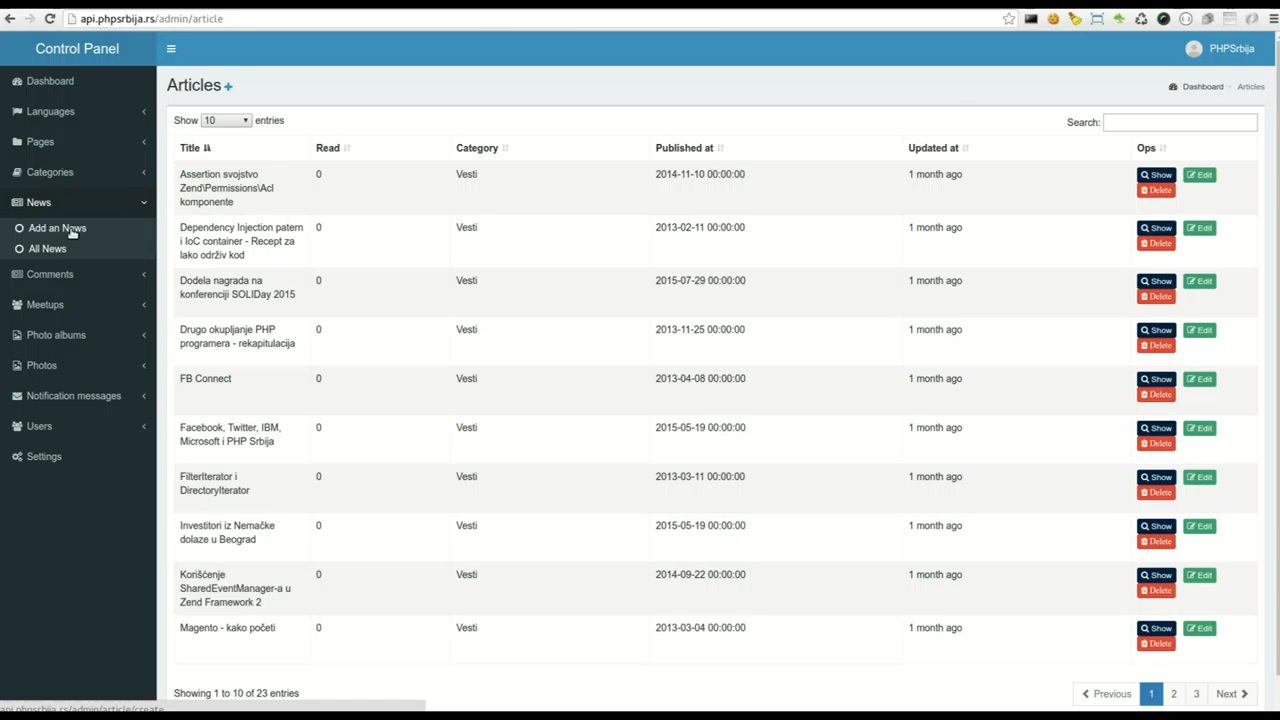 api.phpsrbija.rs/admin/article
Control Panel
PHPSrbija
Dashboard
Languages
Pages
Categories
News
Add an News
All News
Comments
Meetups
Photo albums
Photos
Notification messages
Users
Settings
Articles
Dashboard
Articles
Show 10 entries
Search:
Title Read Category Published at Updated at Ops
Assertion svojstvo
Zend\Permissions\Acl
komponente
0 Vesti 2014-11-10 00:00:00 1 month ago Show Edit
Delete
Dependency Injection patern
i IoC container - Recept za
lako održiv kod
0 Vesti 2013-02-11 00:00:00 1 month ago Show Edit
Delete
Dodela nagrada na
konferenciji SOLIDay 2015
0 Vesti 2015-07-29 00:00:00 1 month ago Show Edit
Delete
Drugo okupljanje PHP
programera - rekapitulacija
0 Vesti 2013-11-25 00:00:00 1 month ago Show Edit
Delete
FB Connect
0 Vesti 2013-04-08 00:00:00 1 month ago Show Edit
Delete
Facebook, Twitter, IBM,
Microsoft i PHP Srbija
0 Vesti 2015-05-19 00:00:00 1 month ago Show Edit
Delete
FilterIterator i
DirectoryIterator
0 Vesti 2013-03-11 00:00:00 1 month ago Show Edit
Delete
Investitori iz Nemačke
dolaze u Beograd
0 Vesti 2015-05-19 00:00:00 1 month ago Show Edit
Delete
Korišćenje
SharedEventManager-a u
Zend Framework 2
0 Vesti 2014-09-22 00:00:00 1 month ago Show Edit
Delete
Magento - kako početi
0 Vesti 2013-03-04 00:00:00 1 month ago Show Edit
Delete
Showing 1 to 10 of 23 entries
Previous 1 2 3 Next
api.phpsrbija.rs/admin/article/create